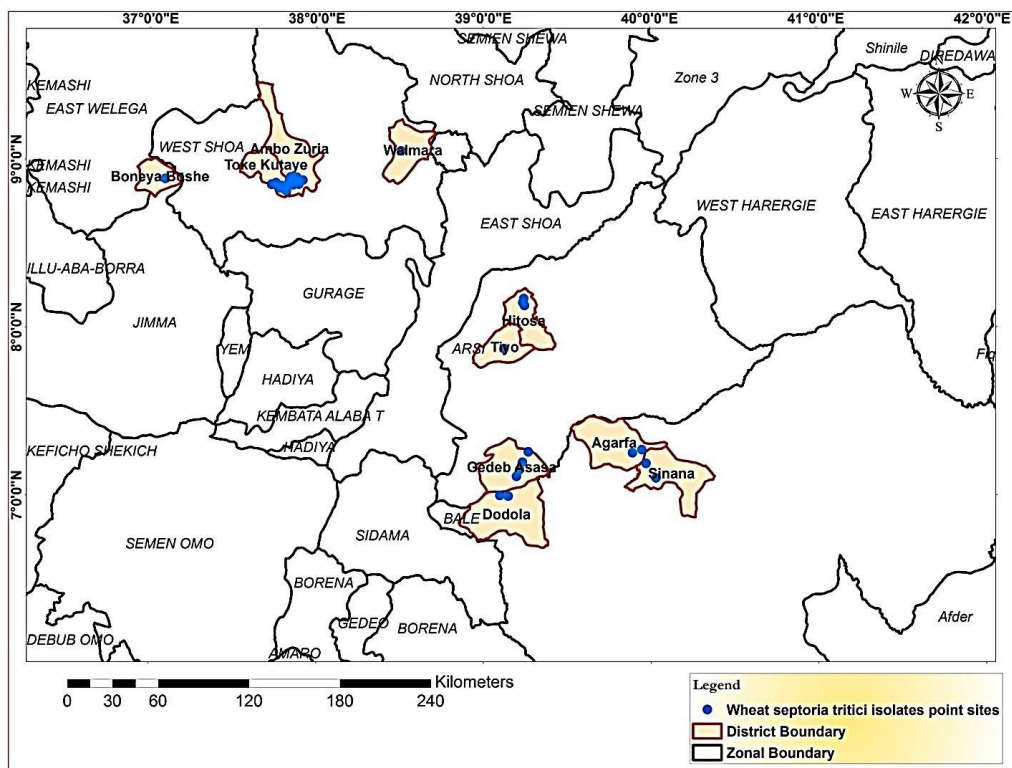 37°0'0"E 38°0'0"E 39°0'0"E 40°0'0"E 41°0'0"E 42°0'0"E
SEMIEN SHEWA
Shinile
DIREDAWA
N
W E
S
KEMASHI
EAST WELEGA
NORTH SHOA
Zone 3
SEMIEN SHEWA
9°0'0"N
WEST SHOA
Ambo Zuria
Toke Kutaye
Walmara
KEMASHI
Boneya Boshe
KEMASHI
EAST SHOA
WEST HARERGIE
EAST HARERGIE
ILLU-ABA-BORRA
GURAGE
JIMMA
8°0'0"N
Hitosa
ARSI
Tiyo
YEM
Fiq
HADIYA
KEMBATA ALABA T
HADIYA
KEFICHO SHEKICH
Agarfa
Sinana
Gedeb Asasa
7°0'0"N
Dodola
BALE
SIDAMA
SEMEN OMO
BORENA
GEDEO
BORENA
Afder
DEBUB OMO
AMARO
Kilometers
0 30 60 120 180 240
Legend
Wheat septoria tritici isolates point sites
District Boundary
Zonal Boundary